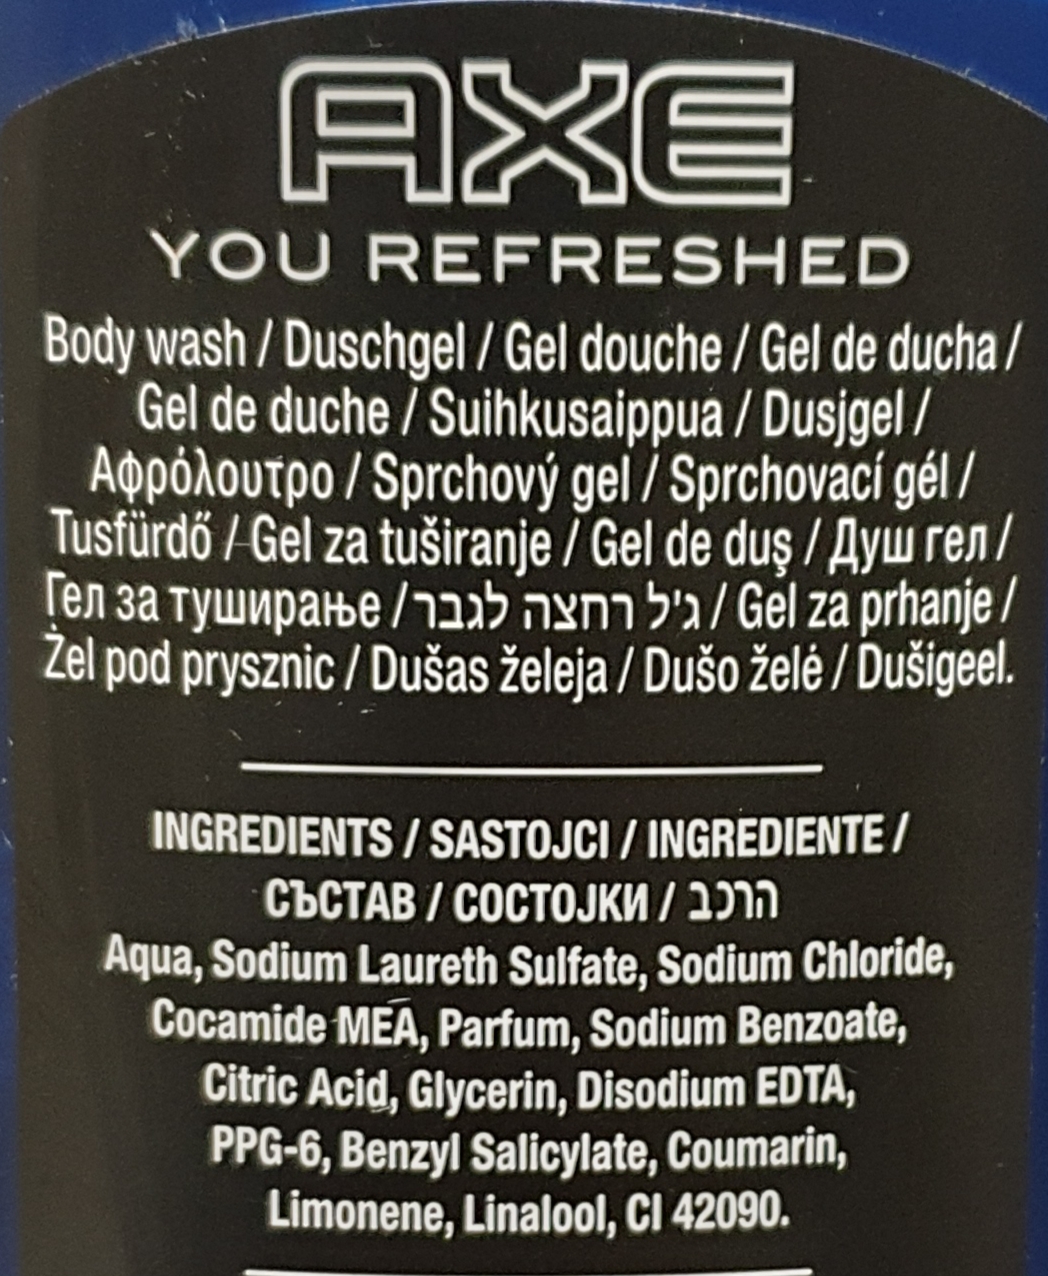 AXE
YOU REFRESHED
Body wash / Duschgel / Gel douche / Gel de ducha /
Gel de duche / Suihkusaippua / Dusjgel /
Αφρόλουτρο / Sprchový gel / Sprchovací gél /
Tusfürdő / Gel za tuširanje / Gel de duş / Душ гел /
Гел за туширање / ג'ל רחצה לגבר / Gel za prhanje /
Żel pod prysznic / Dušas želeja / Dušo želė / Dušigeel.
INGREDIENTS / SASTOJCI / INGREDIENTE /
СЪСТАВ / СОСТОЈКИ / הרכב
Aqua, Sodium Laureth Sulfate, Sodium Chloride,
Cocamide MEA, Parfum, Sodium Benzoate,
Citric Acid, Glycerin, Disodium EDTA,
PPG-6, Benzyl Salicylate, Coumarin,
Limonene, Linalool, CI 42090.